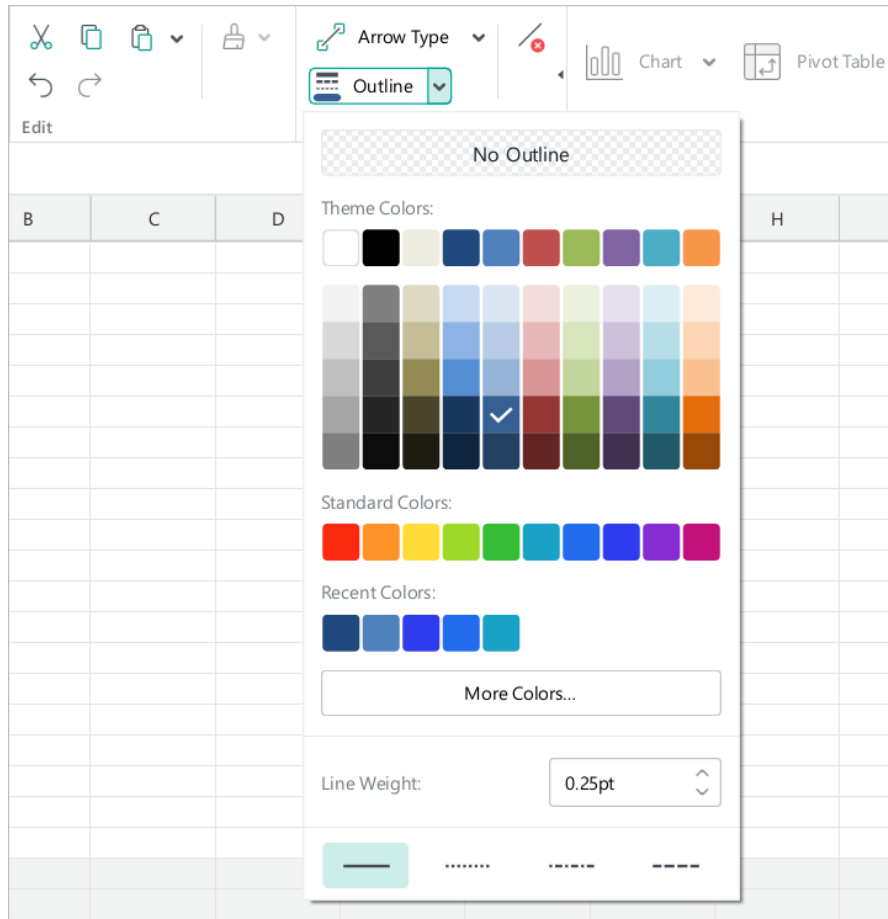 Arrow Type
Chart
Pivot Table
Outline
Edit
No Outline
B
C
D
H
Theme Colors:
Standard Colors:
Recent Colors:
More Colors...
Line Weight:
0.25pt